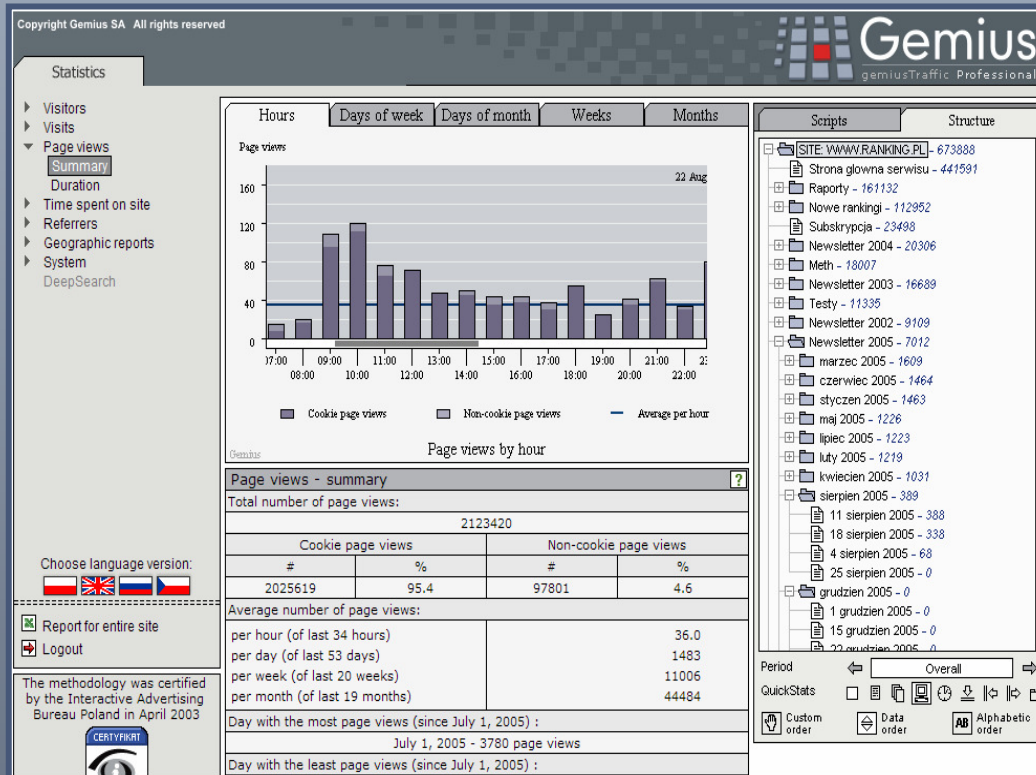 Copyright Gemius SA All rights reserved
Gemius
gemiusTraffic Professional
Statistics
Visitors
Visits
Page views
Summary
Duration
Time spent on site
Referrers
Geographic reports
System
DeepSearch
Choose language version:
Report for entire site
Logout
The methodology was certified
by the Interactive Advertising
Bureau Poland in April 2003
CERTYFIKAT
Hours Days of week Days of month Weeks Months
Page views
22 Aug
160
120
80
40
0
07:00 09:00 11:00 13:00 14:00 15:00 17:00 19:00 21:00 23:
08:00 10:00 12:00 14:00 16:00 18:00 20:00 22:00
Cookie page views Non-cookie page views Average per hour
Gemius
Page views by hour
Page views - summary ?
Total number of page views:
2123420
Cookie page views Non-cookie page views
# % # %
2025619 95.4 97801 4.6
Average number of page views:
per hour (of last 34 hours) 36.0
per day (of last 53 days) 1483
per week (of last 20 weeks) 11006
per month (of last 19 months) 44484
Day with the most page views (since July 1, 2005) :
July 1, 2005 - 3780 page views
Day with the least page views (since July 1, 2005) :
Scripts Structure
SITE: WWW.RANKING.PL - 673888
Strona glowna serwisu - 441591
Raporty - 161132
Nowe rankingi - 112952
Subskrypcja - 23498
Newsletter 2004 - 20306
Meth - 18007
Newsletter 2003 - 16689
Testy - 11335
Newsletter 2002 - 9109
Newsletter 2005 - 7012
marzec 2005 - 1609
czerwiec 2005 - 1464
styczen 2005 - 1463
maj 2005 - 1226
lipiec 2005 - 1223
luty 2005 - 1219
kwiecien 2005 - 1031
sierpien 2005 - 389
11 sierpien 2005 - 388
18 sierpien 2005 - 338
4 sierpien 2005 - 68
25 sierpien 2005 - 0
grudzien 2005 - 0
1 grudzien 2005 - 0
15 grudzien 2005 - 0
22 grudzien 2005 - 0
Period Overall
QuickStats
Custom order
Data order
AB Alphabetic order